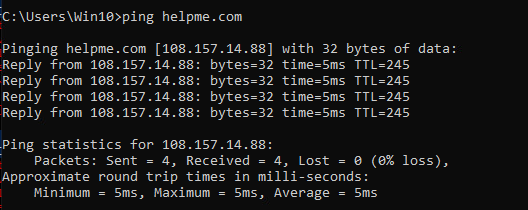 C:\Users\Win10>ping helpme.com
Pinging helpme.com [108.157.14.88] with 32 bytes of data:
Reply from 108.157.14.88: bytes=32 time=5ms TTL=245
Reply from 108.157.14.88: bytes=32 time=5ms TTL=245
Reply from 108.157.14.88: bytes=32 time=5ms TTL=245
Reply from 108.157.14.88: bytes=32 time=5ms TTL=245
Ping statistics for 108.157.14.88:
    Packets: Sent = 4, Received = 4, Lost = 0 (0% loss),
Approximate round trip times in milli-seconds:
    Minimum = 5ms, Maximum = 5ms, Average = 5ms